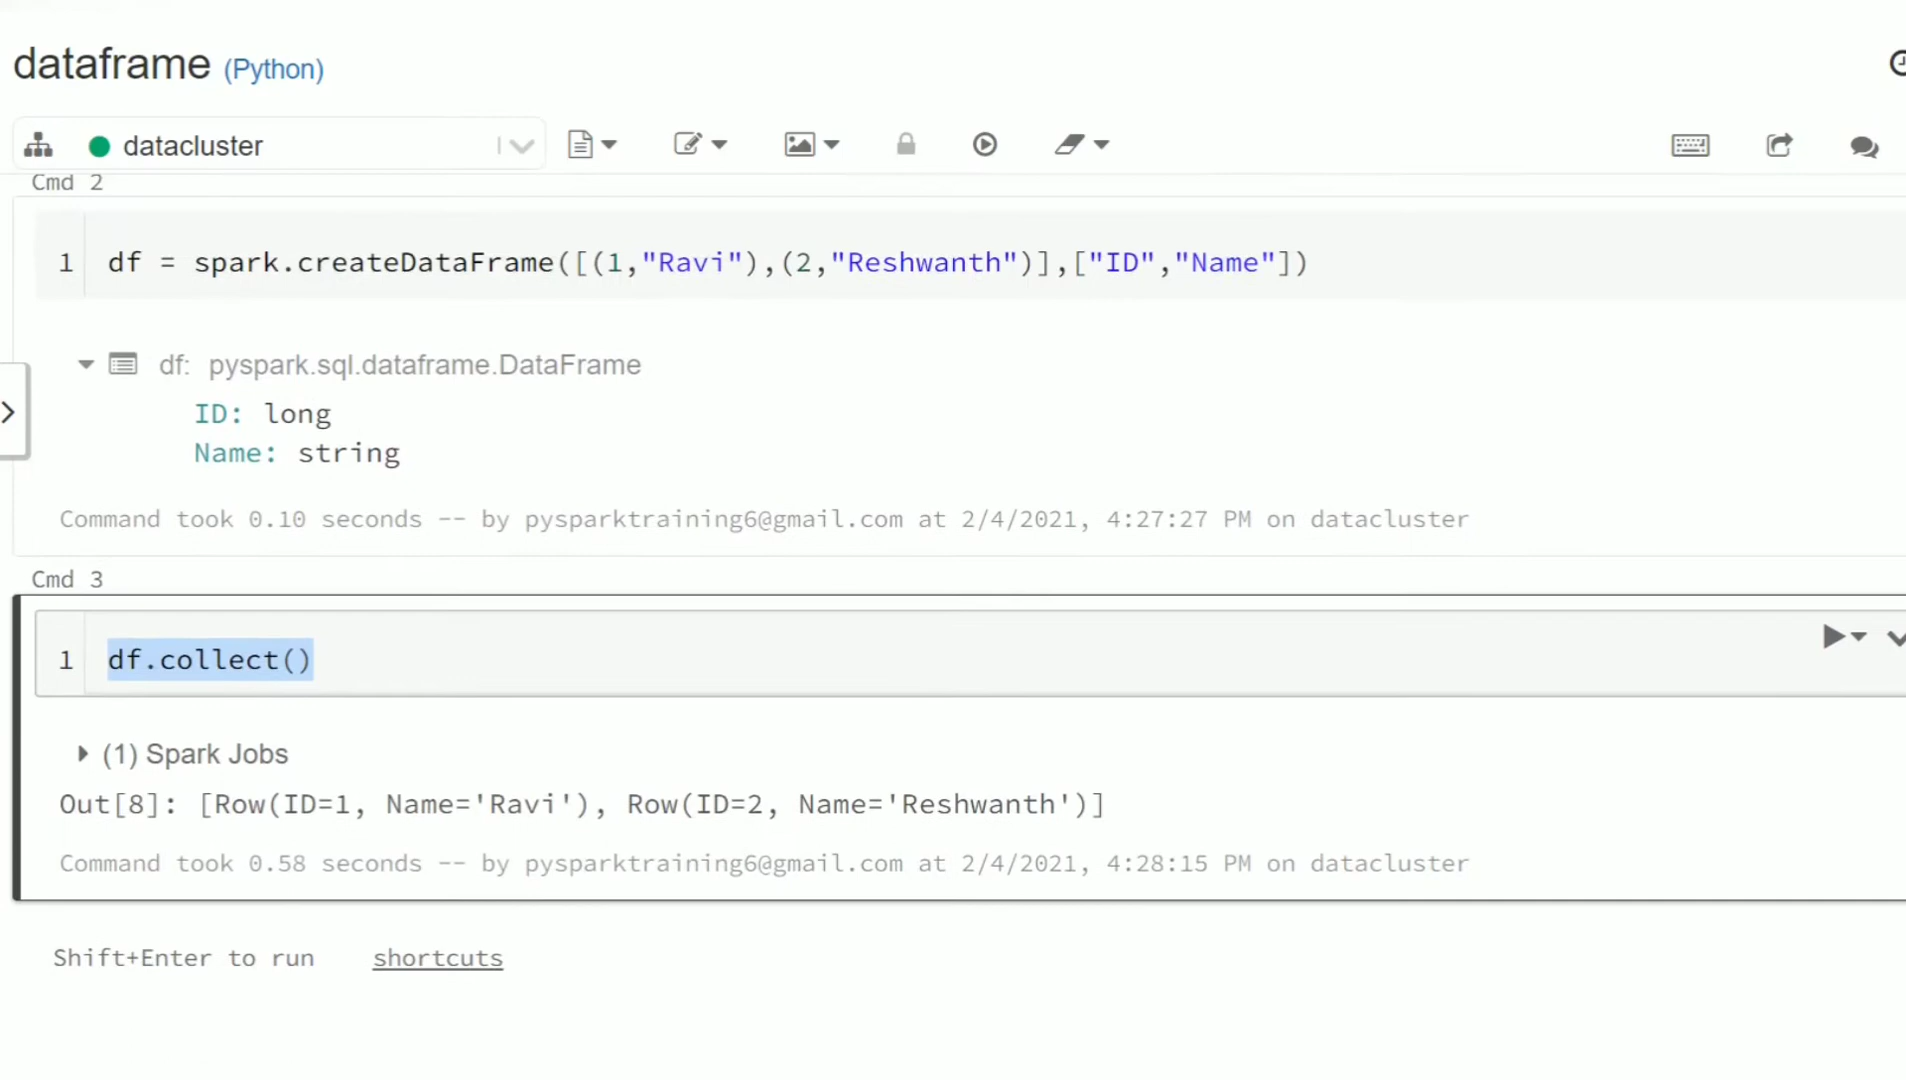 dataframe (Python)
datacluster
Cmd 2
1 df = spark.createDataFrame([(1,"Ravi"),(2,"Reshwanth")],["ID","Name"])
df: pyspark.sql.dataframe.DataFrame
ID: long
Name: string
Command took 0.10 seconds -- by pysparktraining6@gmail.com at 2/4/2021, 4:27:27 PM on datacluster
Cmd 3
1 df.collect()
(1) Spark Jobs
Out[8]: [Row(ID=1, Name='Ravi'), Row(ID=2, Name='Reshwanth')]
Command took 0.58 seconds -- by pysparktraining6@gmail.com at 2/4/2021, 4:28:15 PM on datacluster
Shift+Enter to run shortcuts